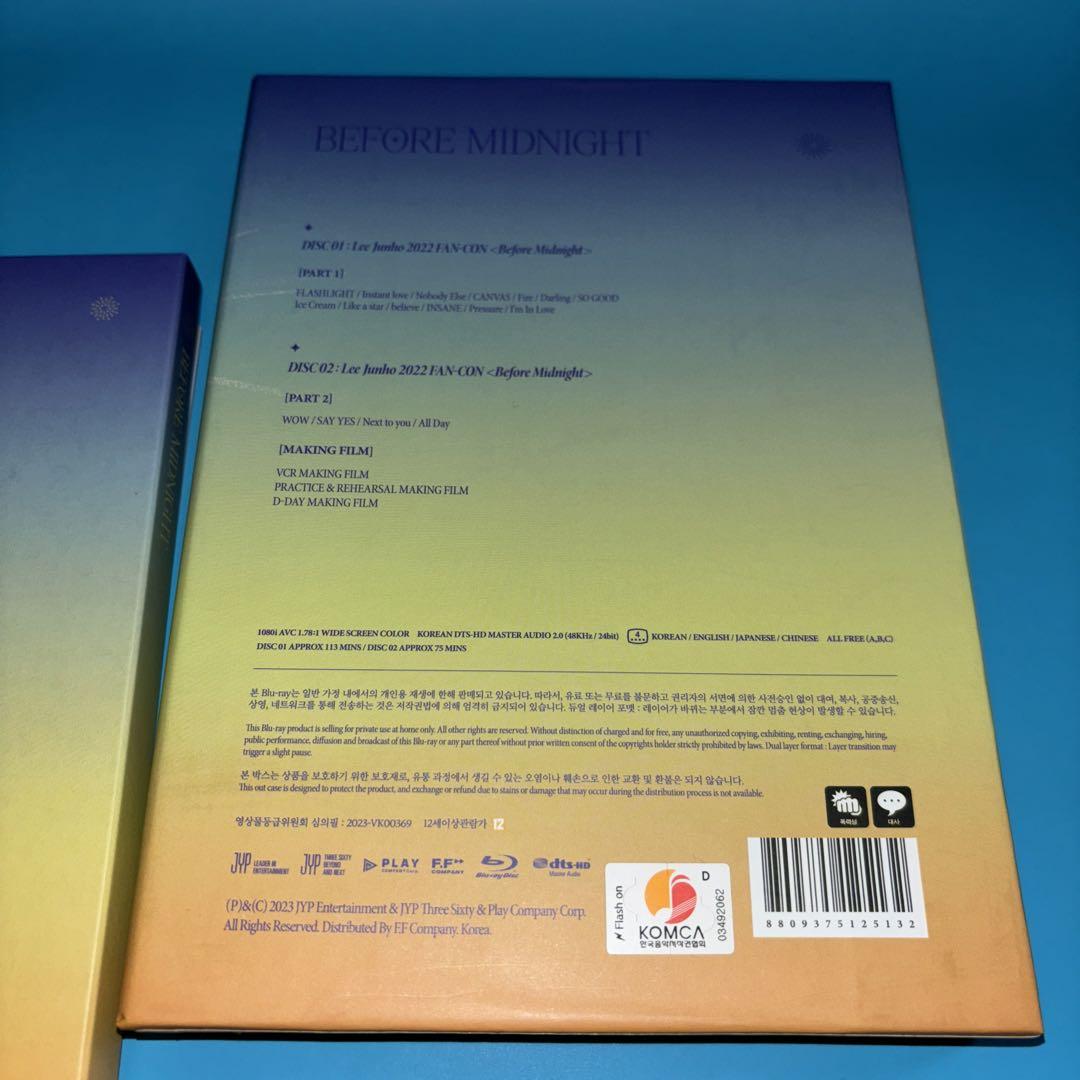 BEFORE MIDNIGHT
DISC 01 : Lee Junho 2022 FAN-CON <Before Midnight>
[PART 1]
FLASHLIGHT / Instant love / Nobody Else / CANVAS / Fire / Darling / SO GOOD
Ice Cream / Like a star / believe / INSANE / Pressure / I'm In Love
DISC 02 : Lee Junho 2022 FAN-CON <Before Midnight>
[PART 2]
WOW / SAY YES / Next to you / All Day
[MAKING FILM]
VCR MAKING FILM
PRACTICE & REHEARSAL MAKING FILM
D-DAY MAKING FILM
1080i AVC 1.78:1 WIDE SCREEN COLOR KOREAN DTS-HD MASTER AUDIO 2.0 (48KHz / 24bit) 4 KOREAN / ENGLISH / JAPANESE / CHINESE ALL FREE (A,B,C)
DISC 01 APPROX 113 MINS / DISC 02 APPROX 75 MINS
본 Blu-ray는 일반 가정 내에서의 개인용 재생에 한해 판매되고 있습니다. 따라서, 유료 또는 무료를 불문하고 권리자의 서면에 의한 사전승인 없이 대여, 복사, 공중송신,
상영, 네트워크를 통해 전송하는 것은 저작권법에 의해 엄격히 금지되어 있습니다. 듀얼 레이어 포맷 : 레이어가 바뀌는 부분에서 잠깐 멈춤 현상이 발생할 수 있습니다.
This Blu-ray product is selling for private use at home only. All other rights are reserved. Without distinction of charged and for free, any unauthorized copying, exhibiting, renting, exchanging, hiring,
public performance, diffusion and broadcast of this Blu-ray or any part thereof without prior written consent of the copyrights holder strictly prohibited by laws. Dual layer format : Layer transition may
trigger a slight pause.
본 박스는 상품을 보호하기 위한 보호재로, 유통 과정에서 생길 수 있는 오염이나 훼손으로 인한 교환 및 환불은 되지 않습니다.
This out case is designed to protect the product, and exchange or refund due to stains or damage that may occur during the distribution process is not available.
폭력성 대사
영상물등급위원회 심의필 : 2023-VK00369 12세이상관람가 12
JYP LEADER IN ENTERTAINMENT JYP THREE SIXTY BEYOND AND NEXT PLAY COMPANY Corp. F.F COMPANY Blu-ray Disc dts-HD Master Audio
(P)&(C) 2023 JYP Entertainment & JYP Three Sixty & Play Company Corp.
All Rights Reserved. Distributed By F.F Company. Korea.
Flash on
KOMCA
한국음악저작권협회
D
03492062
8809375125132
BEFORE MIDNIGHT